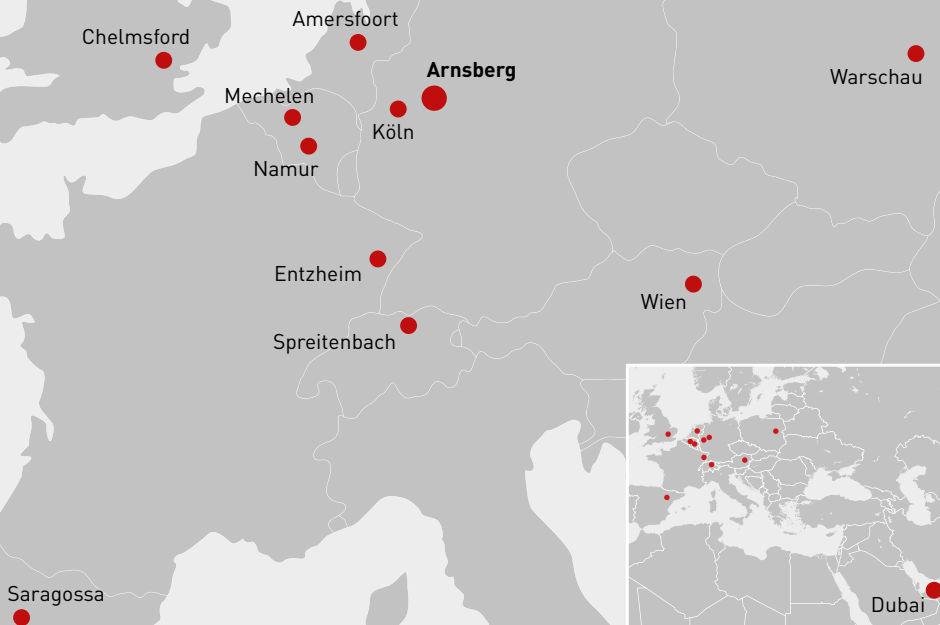 Amersfoort
Chelmsford
Arnsberg
Warschau
Mechelen
Köln
Namur
Entzheim
Wien
Spreitenbach
Saragossa
Dubai